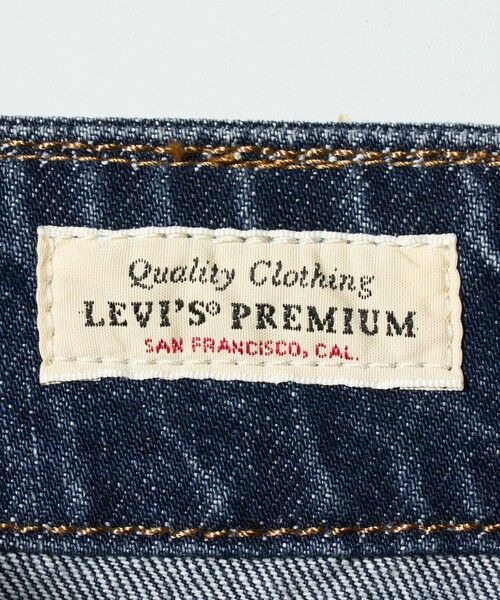 Quality Clothing
LEVI'S® PREMIUM
SAN FRANCISCO, CAL.